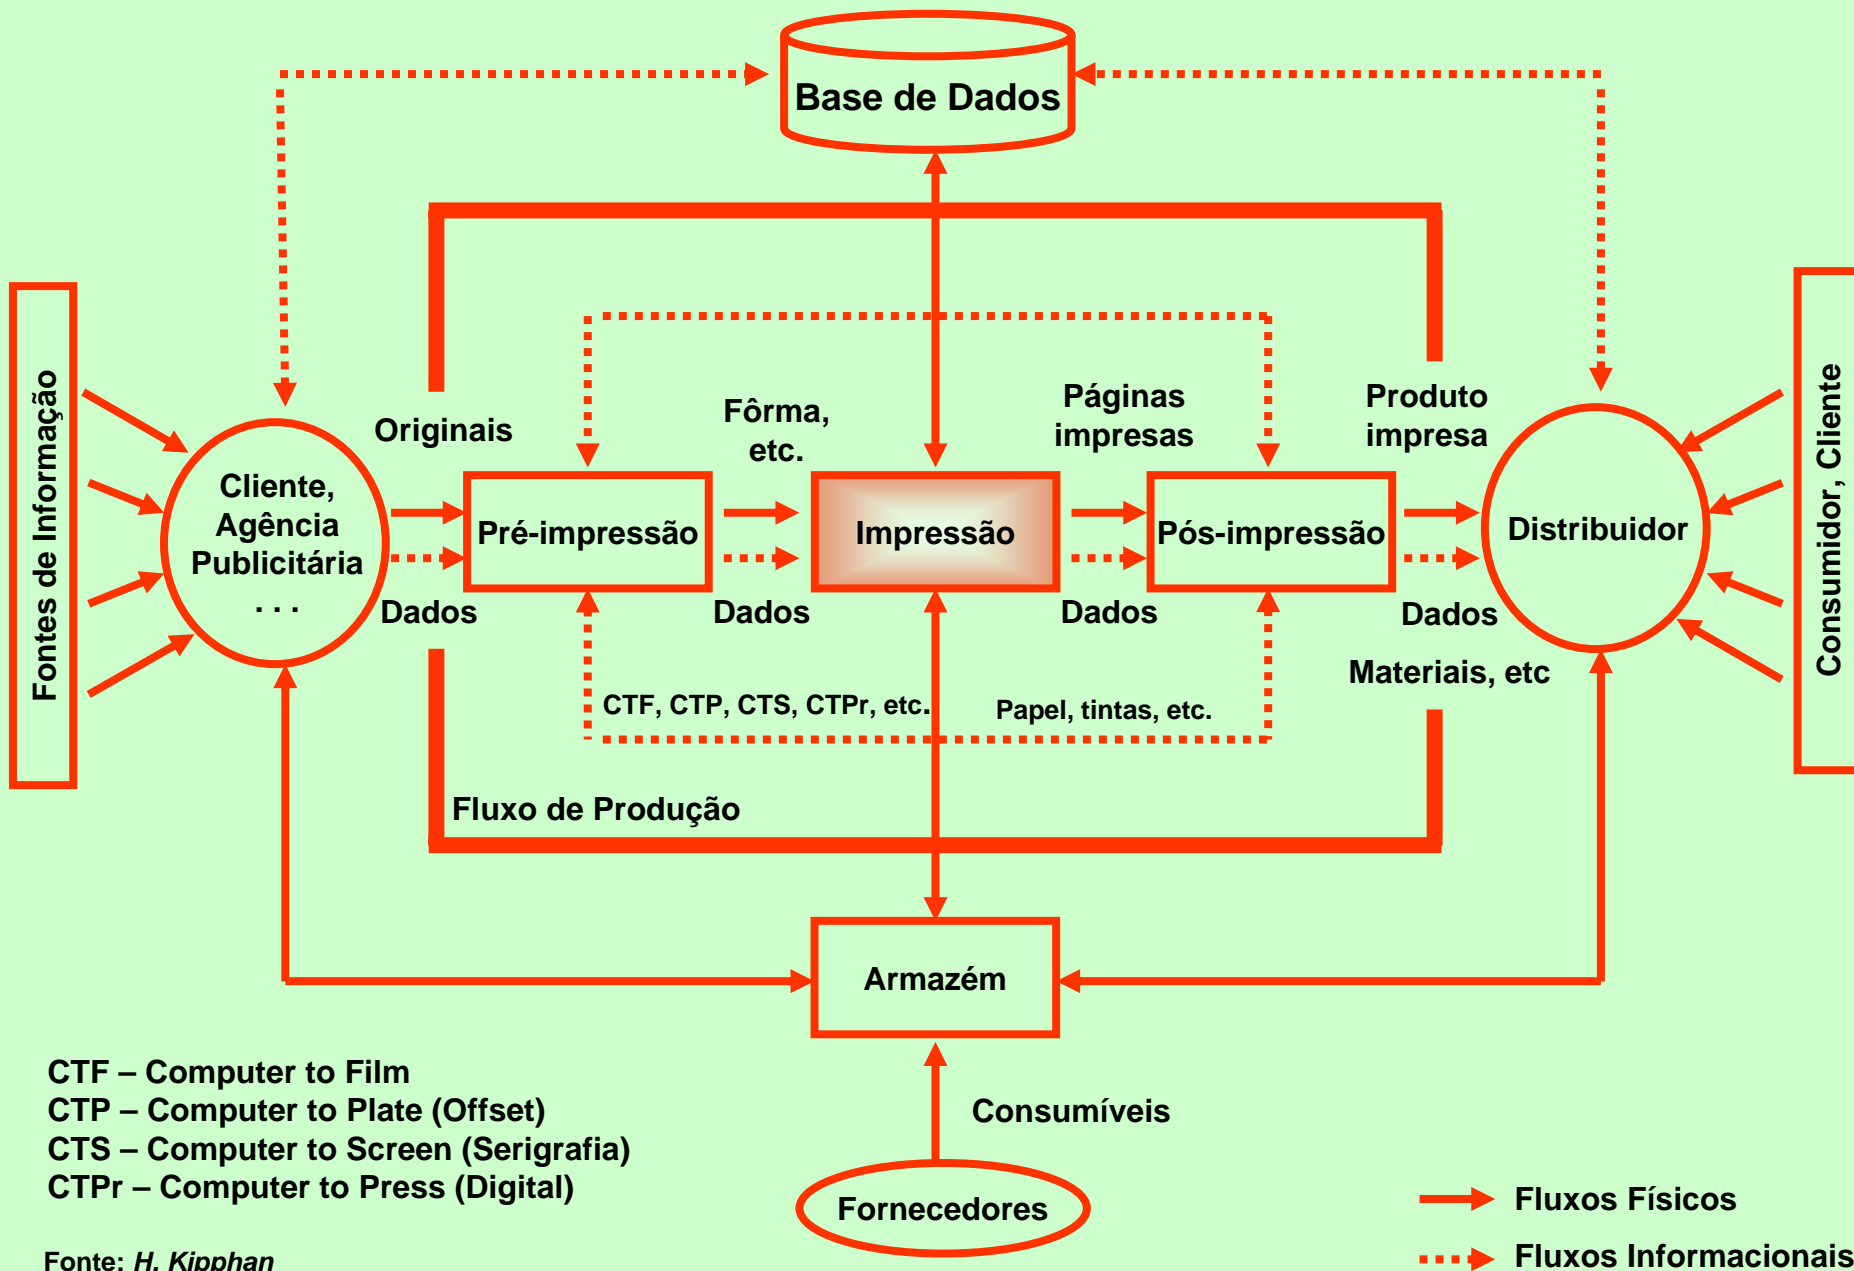 Base de Dados
Fontes de Informação
Cliente,
Agência
Publicitária
. . .
Originais
Dados
Pré-impressão
Fôrma,
etc.
Dados
Impressão
Páginas
impresas
Dados
Pós-impressão
Produto
impresa
Dados
Distribuidor
Consumidor, Cliente
Materiais, etc
CTF, CTP, CTS, CTPr, etc.
Papel, tintas, etc.
Fluxo de Produção
Armazém
Consumíveis
Fornecedores
CTF – Computer to Film
CTP – Computer to Plate (Offset)
CTS – Computer to Screen (Serigrafia)
CTPr – Computer to Press (Digital)
Fonte: H. Kipphan
Fluxos Físicos
Fluxos Informacionais